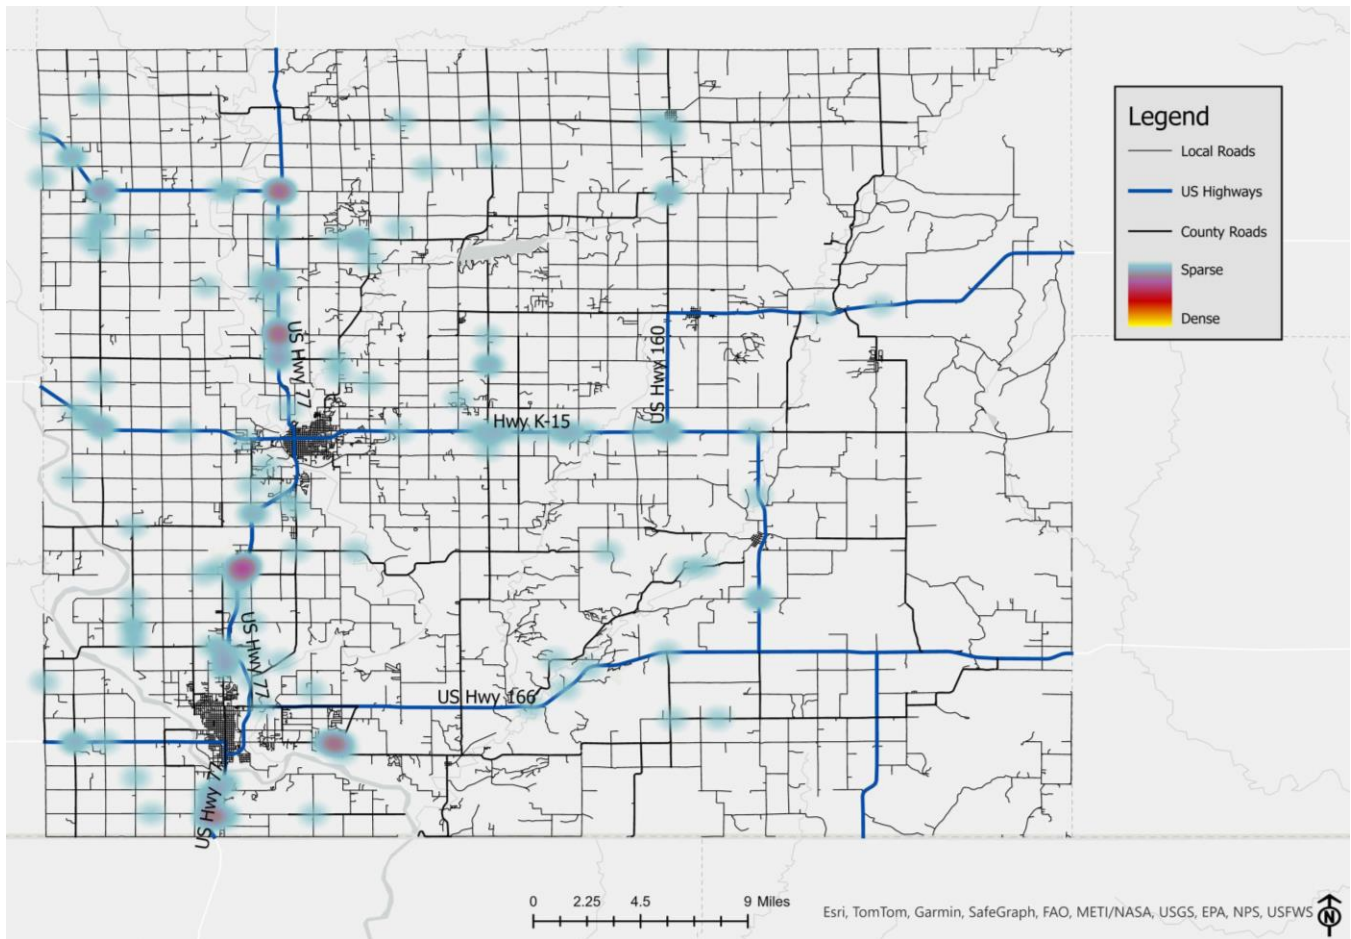 Legend
Local Roads
US Highways
County Roads
Sparse
Dense
US Hwy 77
US Hwy 160
Hwy K-15
US Hwy 77
US Hwy 166
US Hwy 77
0 2.25 4.5 9 Miles
Esri, TomTom, Garmin, SafeGraph, FAO, METI/NASA, USGS, EPA, NPS, USFWS
N